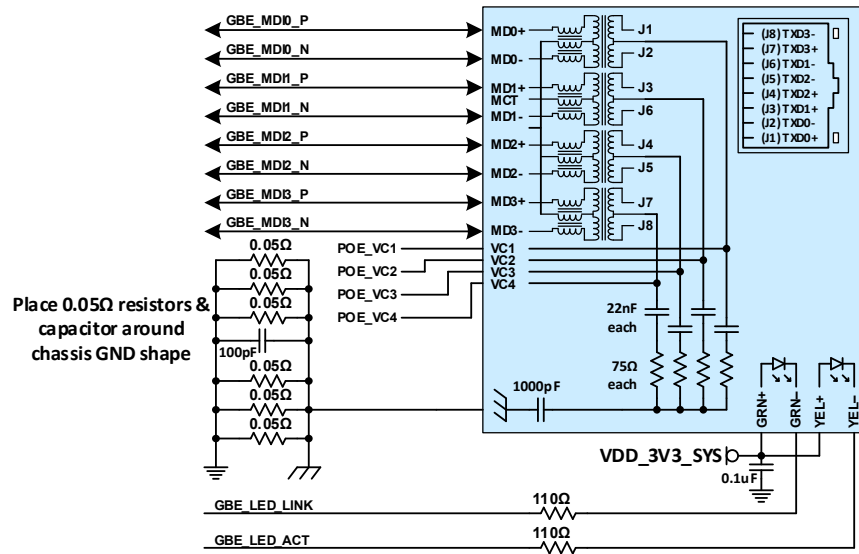 GBE_MDI0_P
GBE_MDI0_N
GBE_MDI1_P
GBE_MDI1_N
GBE_MDI2_P
GBE_MDI2_N
GBE_MDI3_P
GBE_MDI3_N
MD0+
MD0-
MD1+
MCT
MD1-
MD2+
MD2-
MD3+
MD3-
J1
J2
J3
J6
J4
J5
J7
J8
(J8) TXD3-
(J7) TXD3+
(J6) TXD1-
(J5) TXD2-
(J4) TXD2+
(J3) TXD1+
(J2) TXD0-
(J1) TXD0+
POE_VC1
POE_VC2
POE_VC3
POE_VC4
VC1
VC2
VC3
VC4
0.05Ω
0.05Ω
0.05Ω
100pF
0.05Ω
0.05Ω
0.05Ω
Place 0.05Ω resistors &
capacitor around
chassis GND shape
22nF
each
75Ω
each
1000pF
GRN+
GRN-
YEL+
YEL-
VDD_3V3_SYS
0.1uF
GBE_LED_LINK
110Ω
GBE_LED_ACT
110Ω